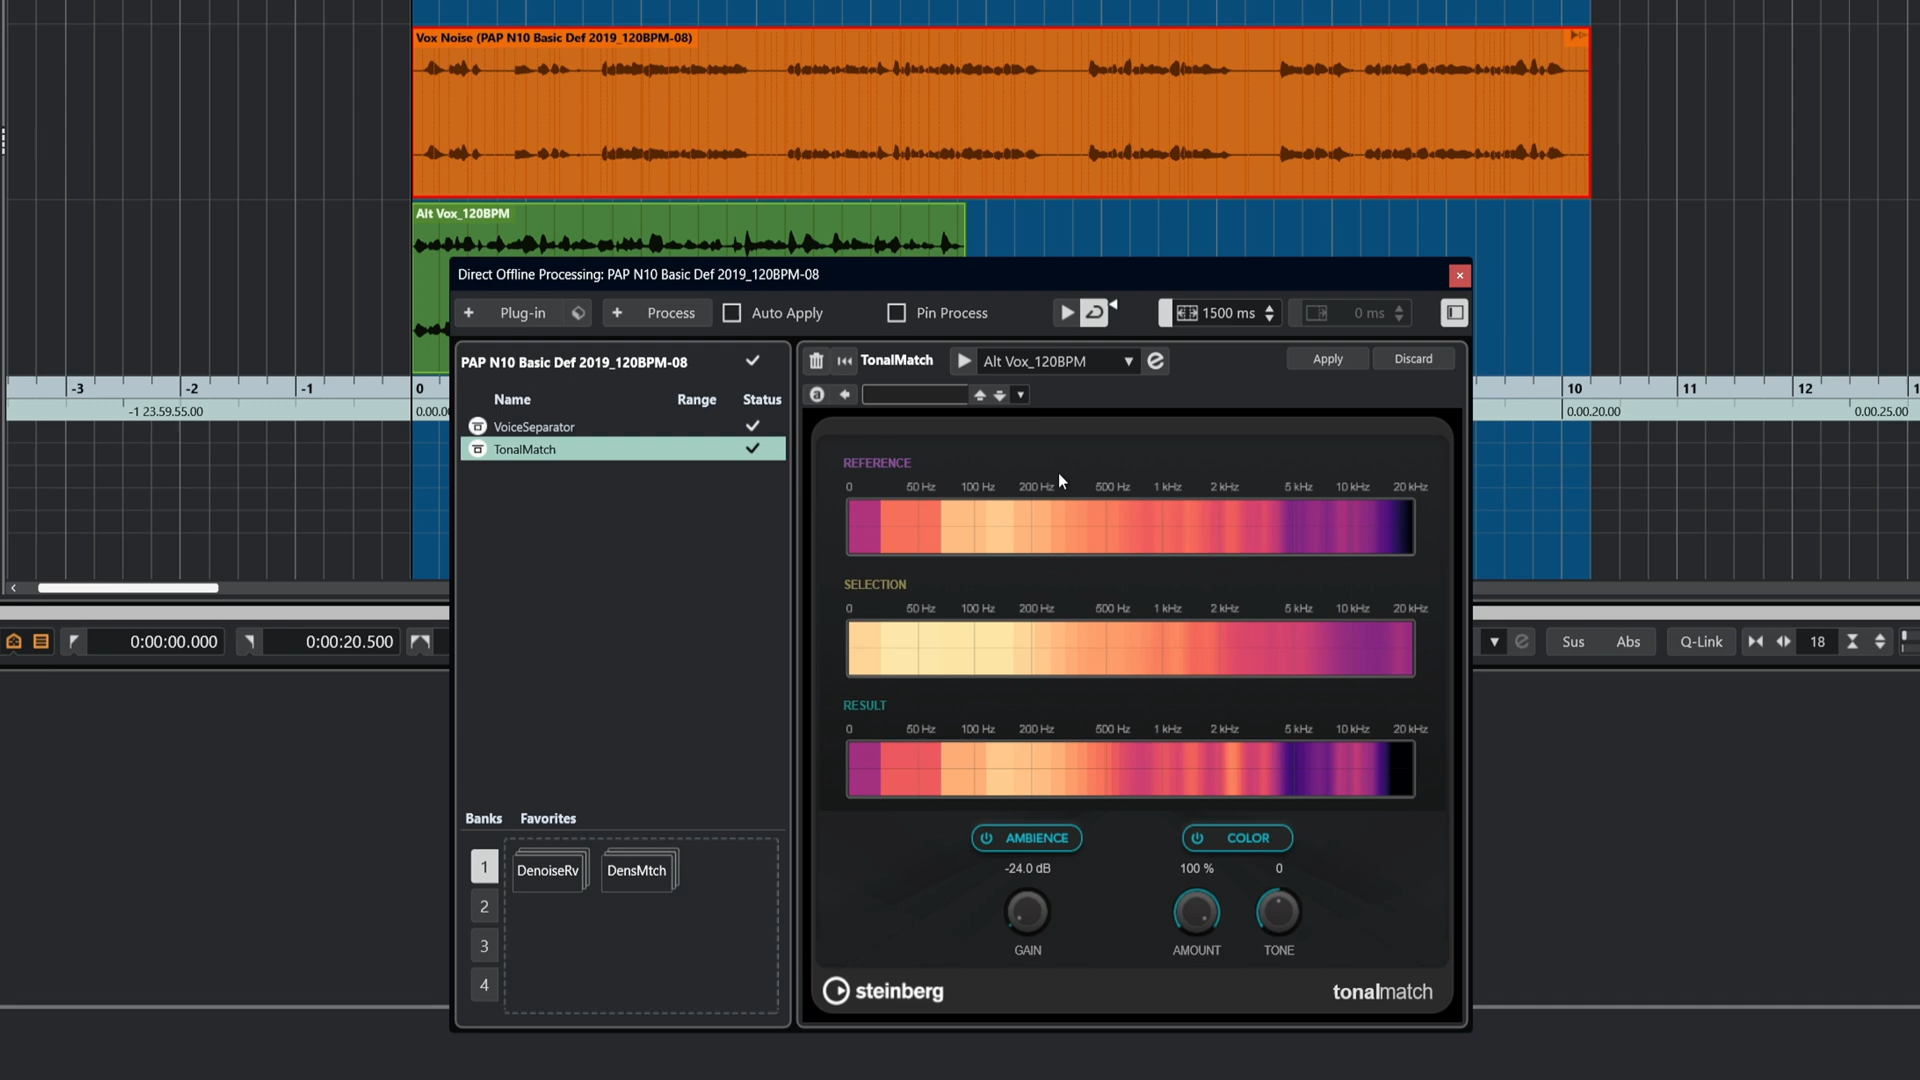 Vox Noise (PAP N10 Basic Def 2019_120BPM-08)
Alt Vox_120BPM
Direct Offline Processing: PAP N10 Basic Def 2019_120BPM-08
+ Plug-in + Process Auto Apply Pin Process 1500 ms 0 ms
PAP N10 Basic Def 2019_120BPM-08
TonalMatch Alt Vox_120BPM Apply Discard
-3 -2 -1 0 10 11 12
-1 23.59.55.00 0.00.20.00 0.00.25.00
Name Range Status
VoiceSeparator
TonalMatch
REFERENCE
0 50 Hz 100 Hz 200 Hz 500 Hz 1 kHz 2 kHz 5 kHz 10 kHz 20 kHz
SELECTION
0 50 Hz 100 Hz 200 Hz 500 Hz 1 kHz 2 kHz 5 kHz 10 kHz 20 kHz
0:00:00.000 0:00:20.500 Sus Abs Q-Link 18
RESULT
0 50 Hz 100 Hz 200 Hz 500 Hz 1 kHz 2 kHz 5 kHz 10 kHz 20 kHz
Banks Favorites
1 DenoiseRv DensMtch
2
3
4
AMBIENCE COLOR
-24.0 dB 100 % 0
GAIN AMOUNT TONE
steinberg tonalmatch